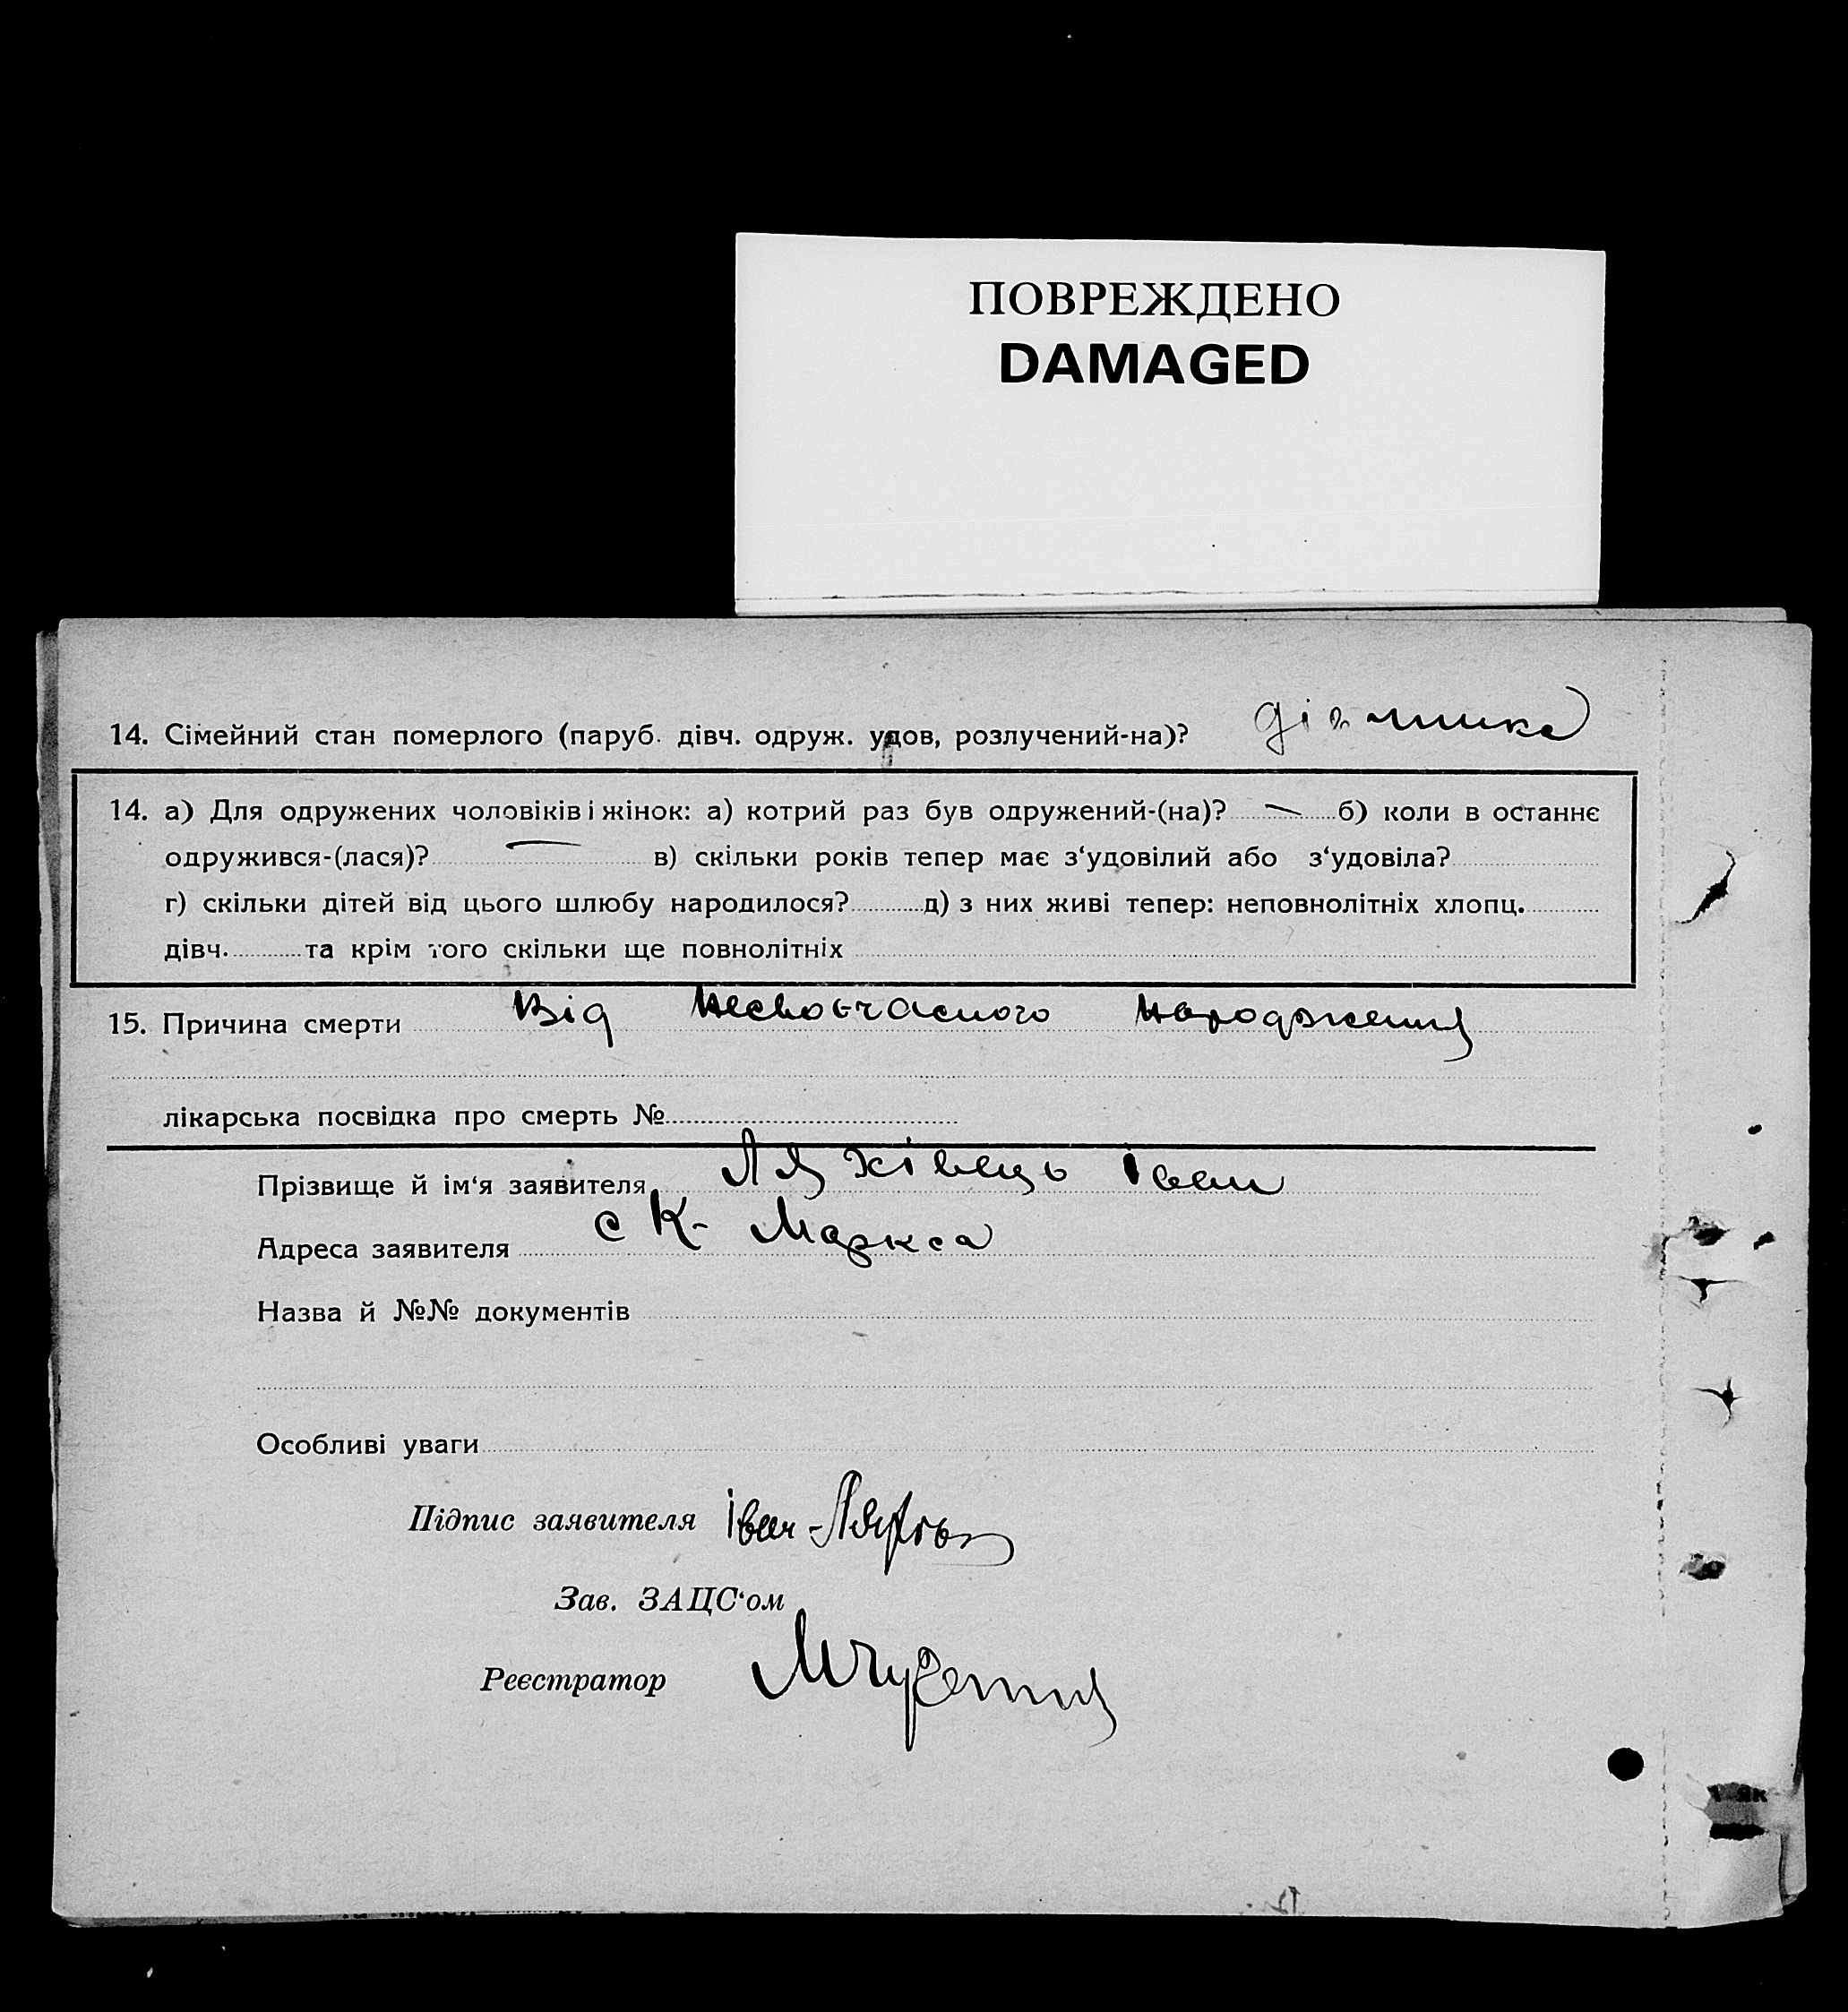 ПОВРЕЖДЕНО
DAMAGED
14. Сімейний стан померлого (паруб. дівч. одруж. удов, розлучений-на)?
14. а) Для одружених чоловіків і жінок: а) котрий раз був одружений-(на)? — б) коли в останнє
одружився-(лася)? — в) скільки років тепер має з‘удовілий або з‘удовіла?
г) скільки дітей від цього шлюбу народилося? д) з них живі тепер: неповнолітніх хлопц.
дівч. та крім того скільки ще повнолітніх
15. Причина смерти Від несвоєчасного народження
лікарська посвідка про смерть №
Прізвище й ім‘я заявителя Ляхівець Іван
Адреса заявителя с К. Маркса
Назва й №№ документів
Особливі уваги
Підпис заявителя Іван
Зав. ЗАЦС‘ом
Реєстратор